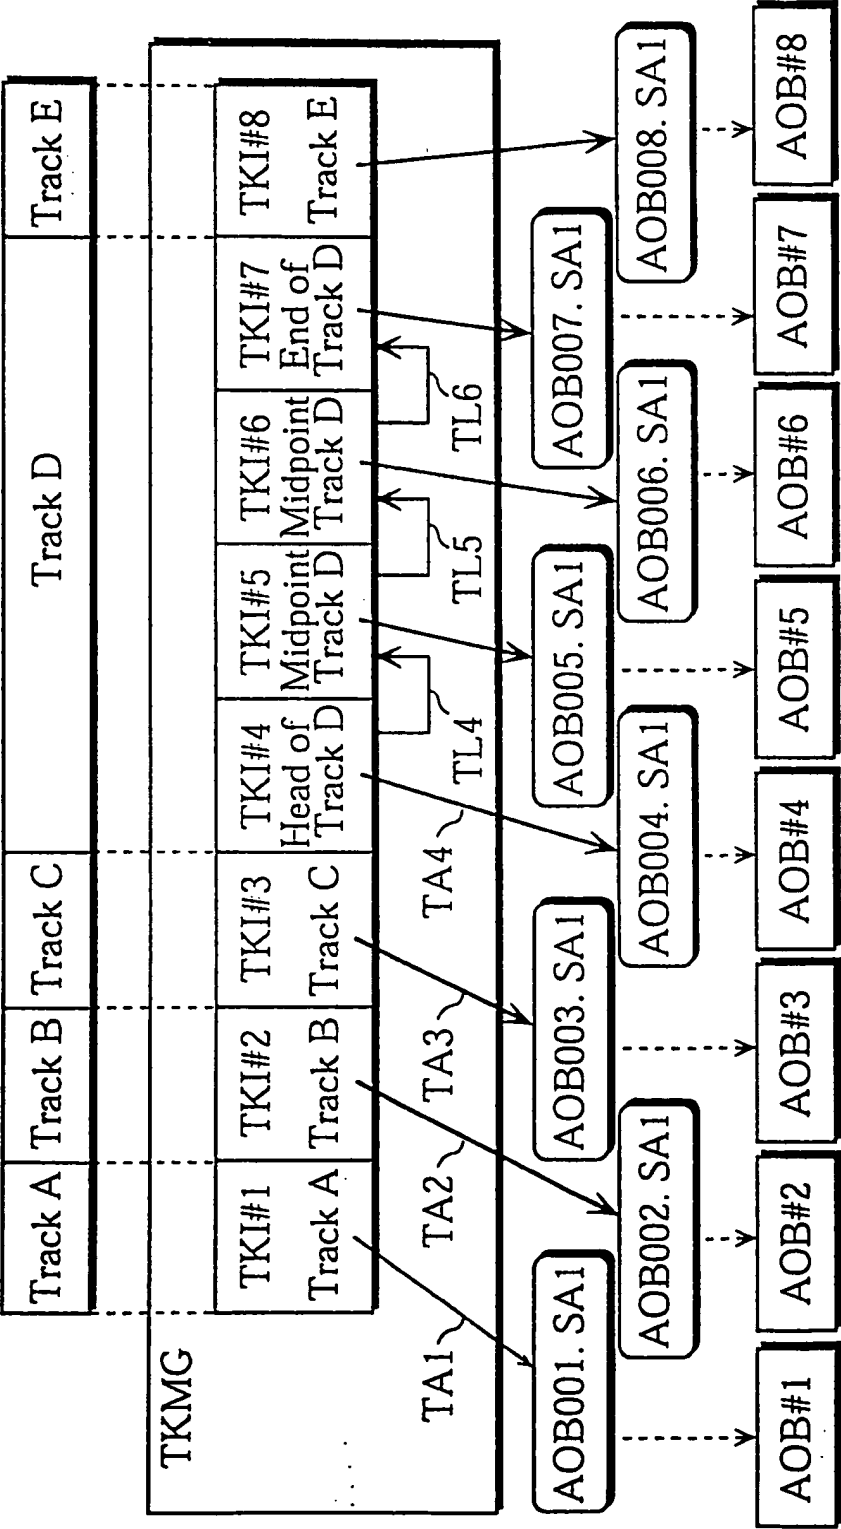 Track A
Track B
Track C
Track D
Track E
TKMG
TKI#1
Track A
TKI#2
Track B
TKI#3
Track C
TKI#4
Head of
Track D
TKI#5
Midpoint
Track D
TKI#6
Midpoint
Track D
TKI#7
End of
Track D
TKI#8
Track E
TA1
TA2
TA3
TA4
TL4
TL5
TL6
AOB001. SA1
AOB003. SA1
AOB005. SA1
AOB007. SA1
AOB002. SA1
AOB004. SA1
AOB006. SA1
AOB008. SA1
AOB#1
AOB#2
AOB#3
AOB#4
AOB#5
AOB#6
AOB#7
AOB#8